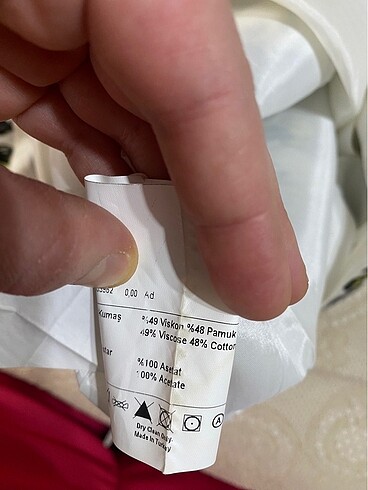 0,00 Ad
Kumaş %49 Viskon %48 Pamuk
49% Viscose 48% Cotton
%100 Asetat
100% Acetate
A
Dry Clean Only
Made in Turkey